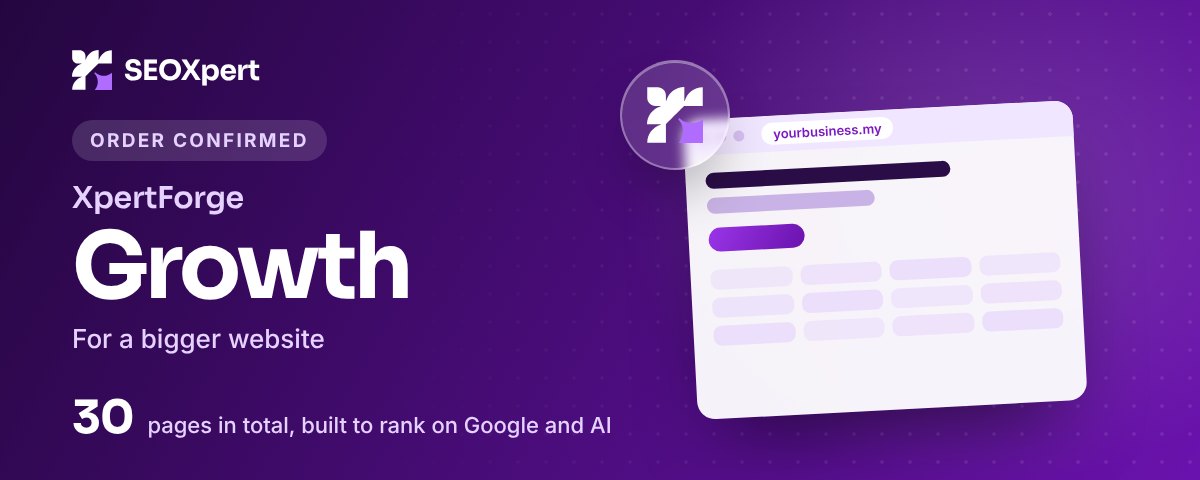 SEOXpert
ORDER CONFIRMED
XpertForge
Growth
For a bigger website
30 pages in total, built to rank on Google and AI
yourbusiness.my